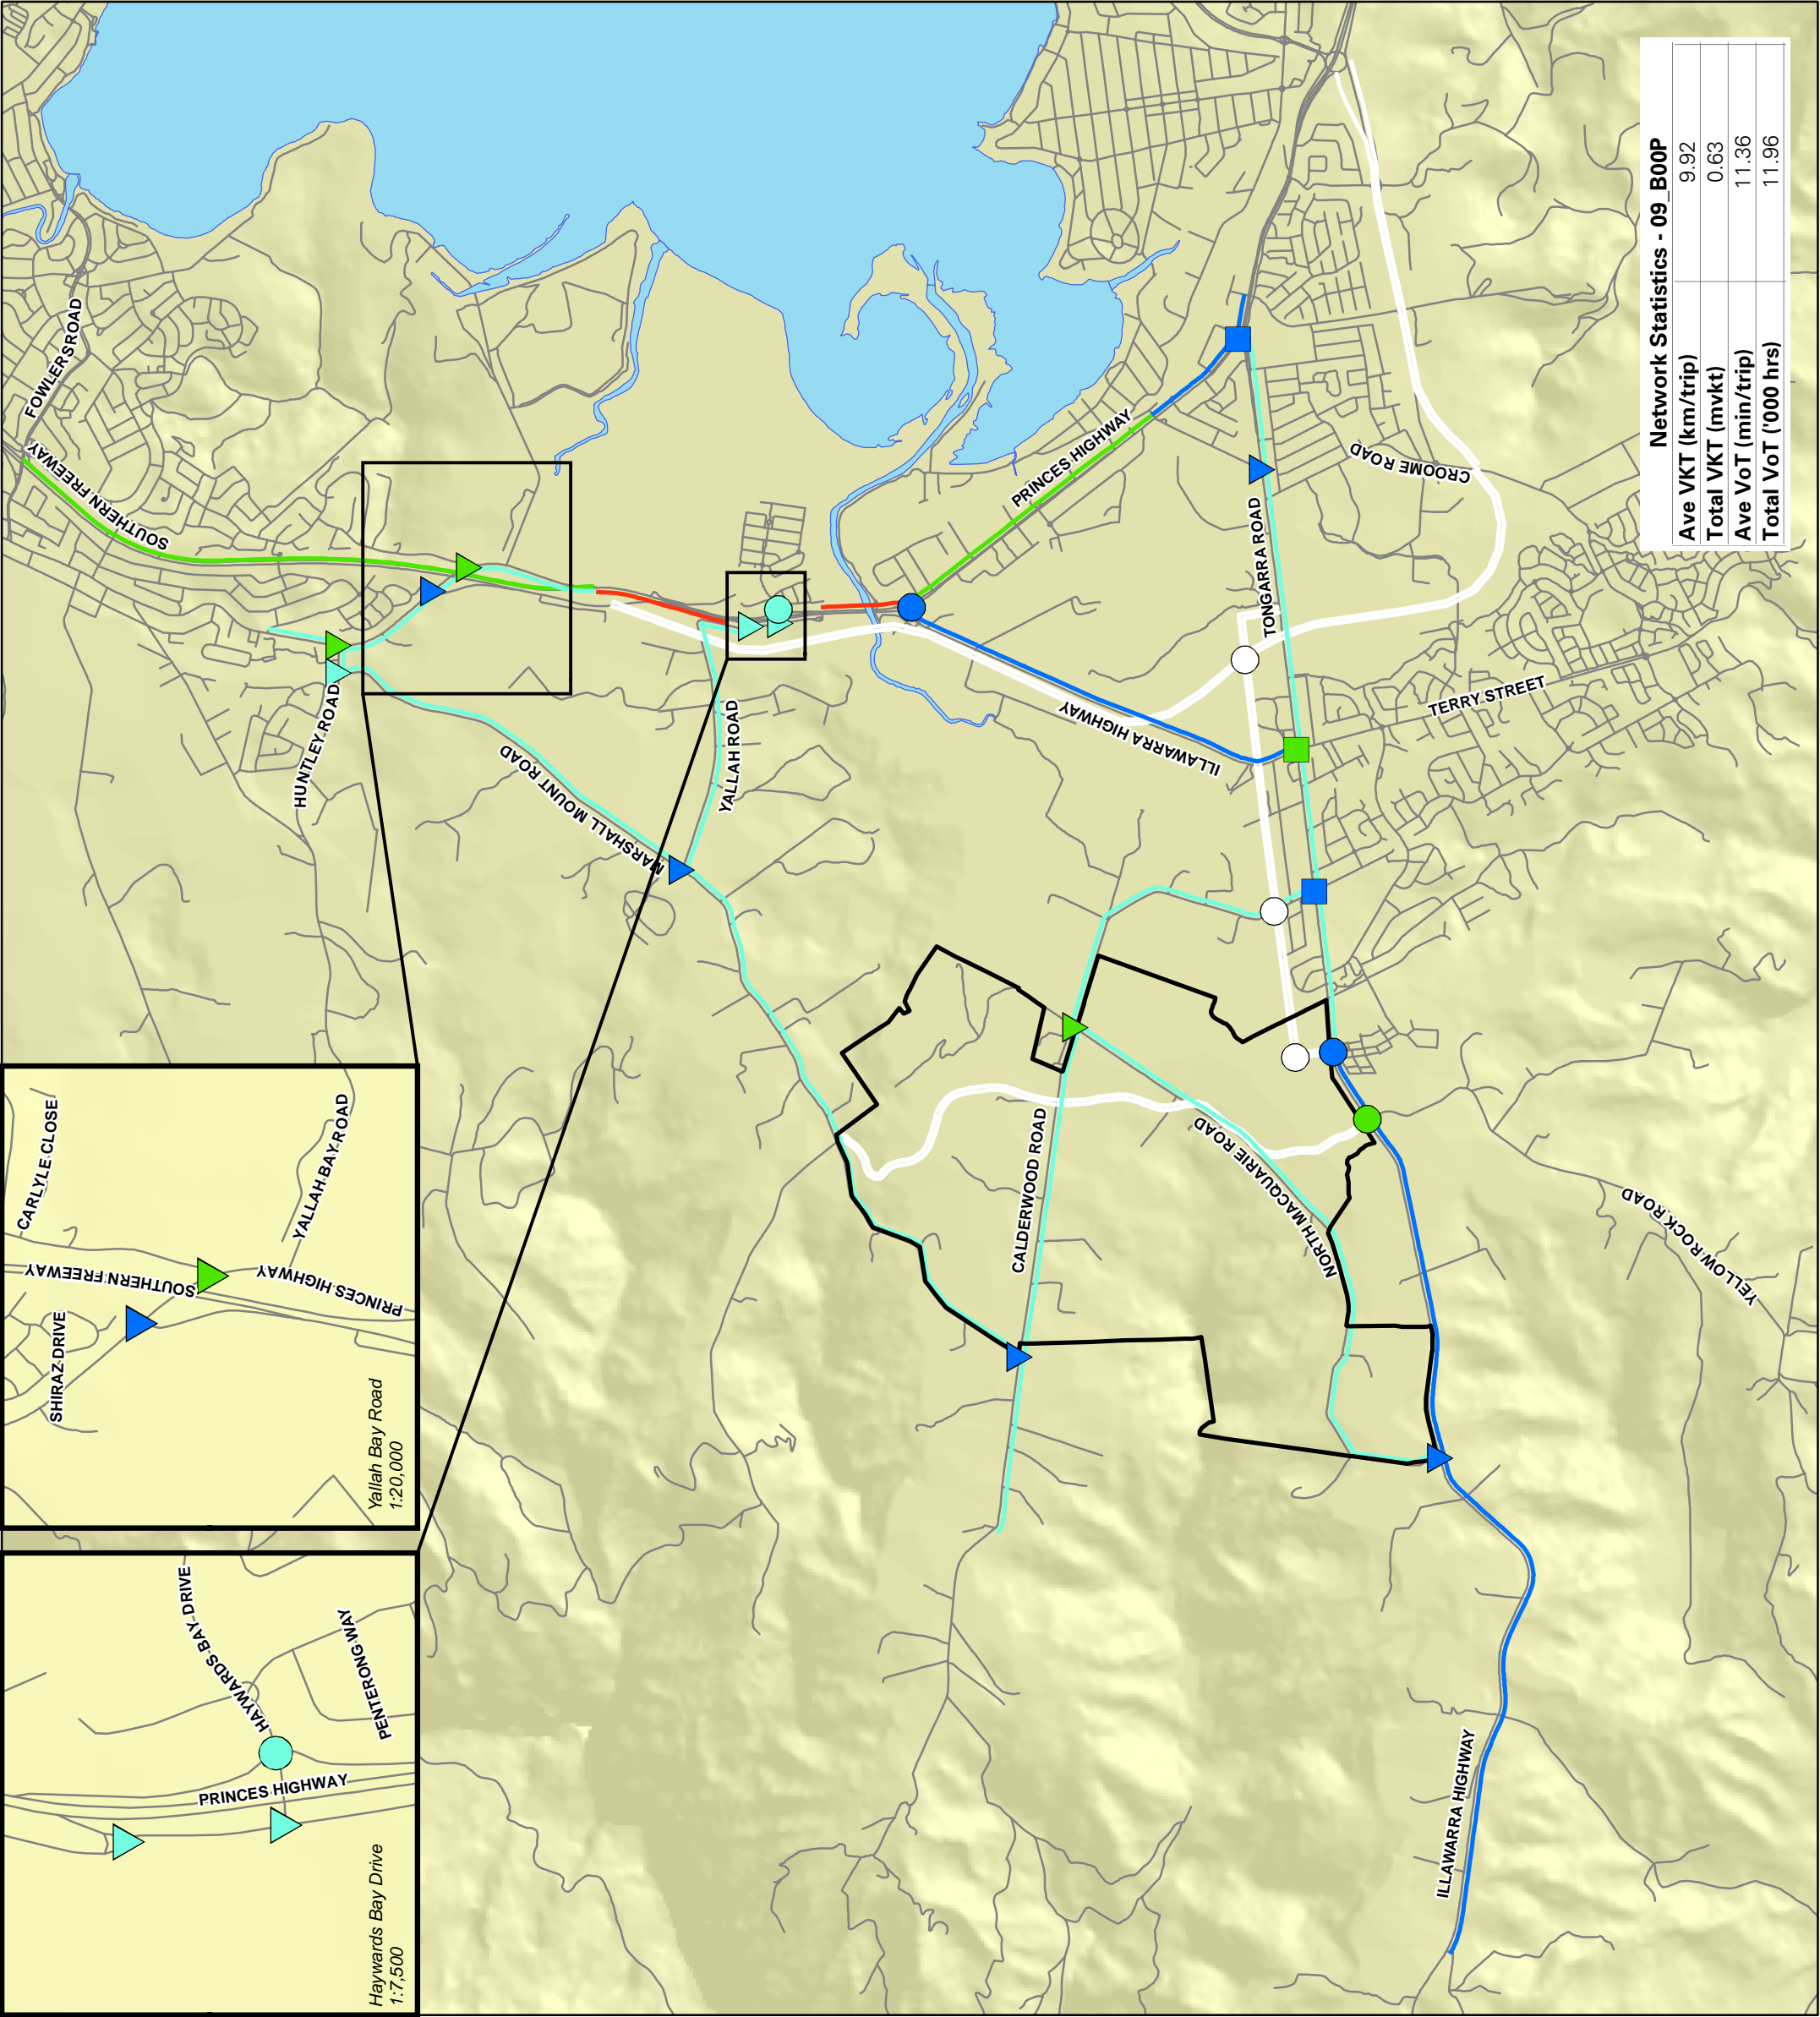 FOWLERS ROAD
SOUTHERN FREEWAY
HUNTLEY ROAD
MARSHALL MOUNT ROAD
YALLAH ROAD
PRINCES HIGHWAY
ILLAWARRA HIGHWAY
TONGARRA ROAD
CROOME ROAD
TERRY STREET
CALDERWOOD ROAD
NORTH MACQUARIE ROAD
YELLOW ROCK ROAD
ILLAWARRA HIGHWAY
Network Statistics - 09_B00P
Ave VKT (km/trip) 9.92
Total VKT (mvkt) 0.63
Ave VoT (min/trip) 11.36
Total VoT ('000 hrs) 11.96
CARLYLE CLOSE
YALLAH BAY ROAD
SOUTHERN FREEWAY
PRINCES HIGHWAY
SHIRAZ DRIVE
Yallah Bay Road
1:20,000
HAYWARDS BAY DRIVE
PENTERONG WAY
PRINCES HIGHWAY
Haywards Bay Drive
1:7,500